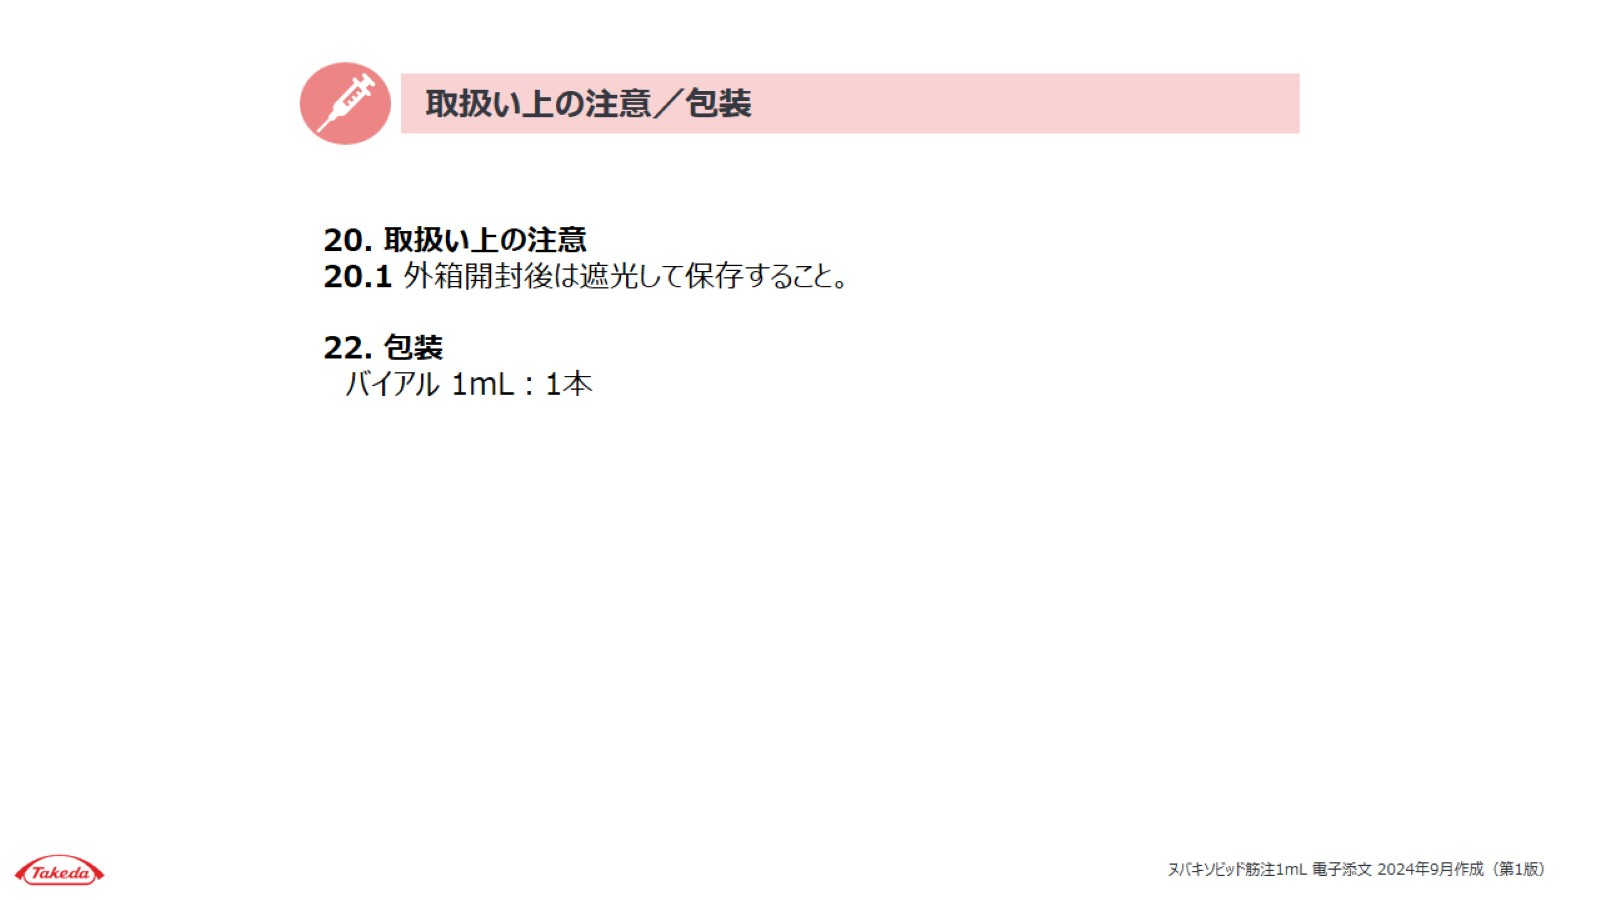 取扱い上の注意／包装
20. 取扱い上の注意
20.1 外箱開封後は遮光して保存すること。
22. 包装
バイアル 1mL：1本
Takeda
ヌバキソビッド筋注1mL 電子添文 2024年9月作成（第1版）